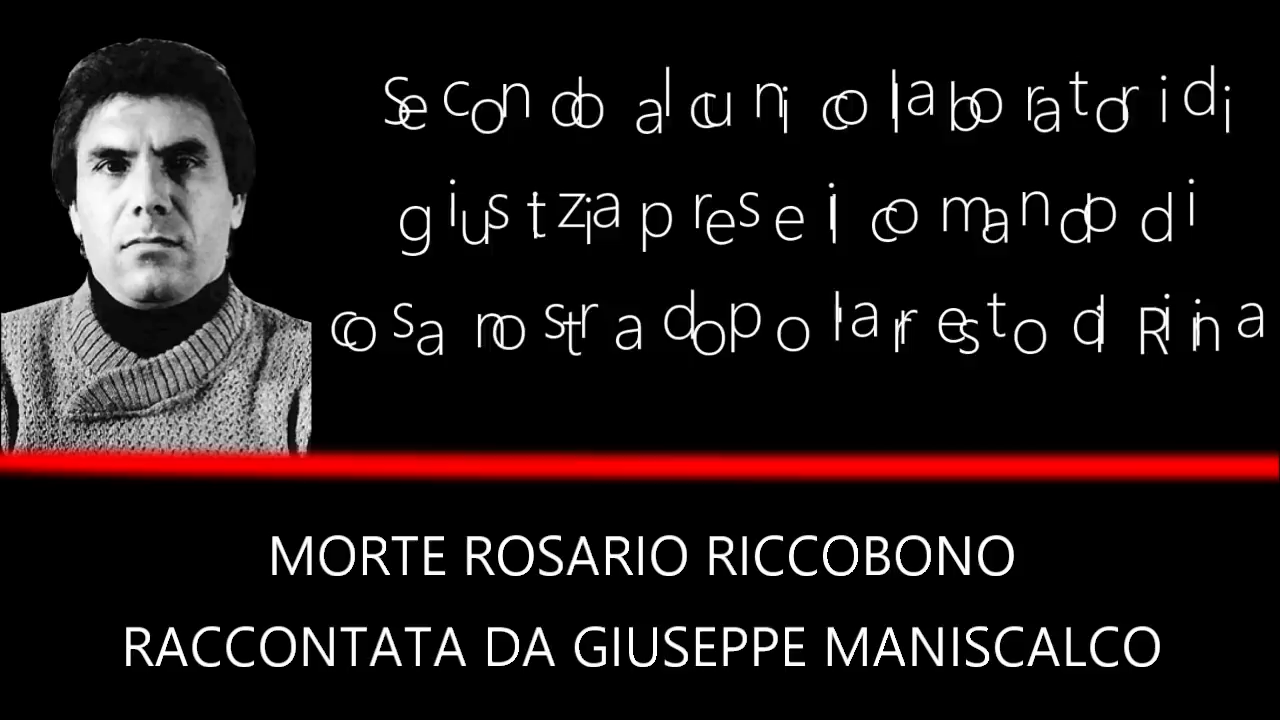 Secondo alcuni collaboratori di
giustizia prese il comando di
cosa nostra dopo l arresto di Riina
MORTE ROSARIO RICCOBONO
RACCONTATA DA GIUSEPPE MANISCALCO